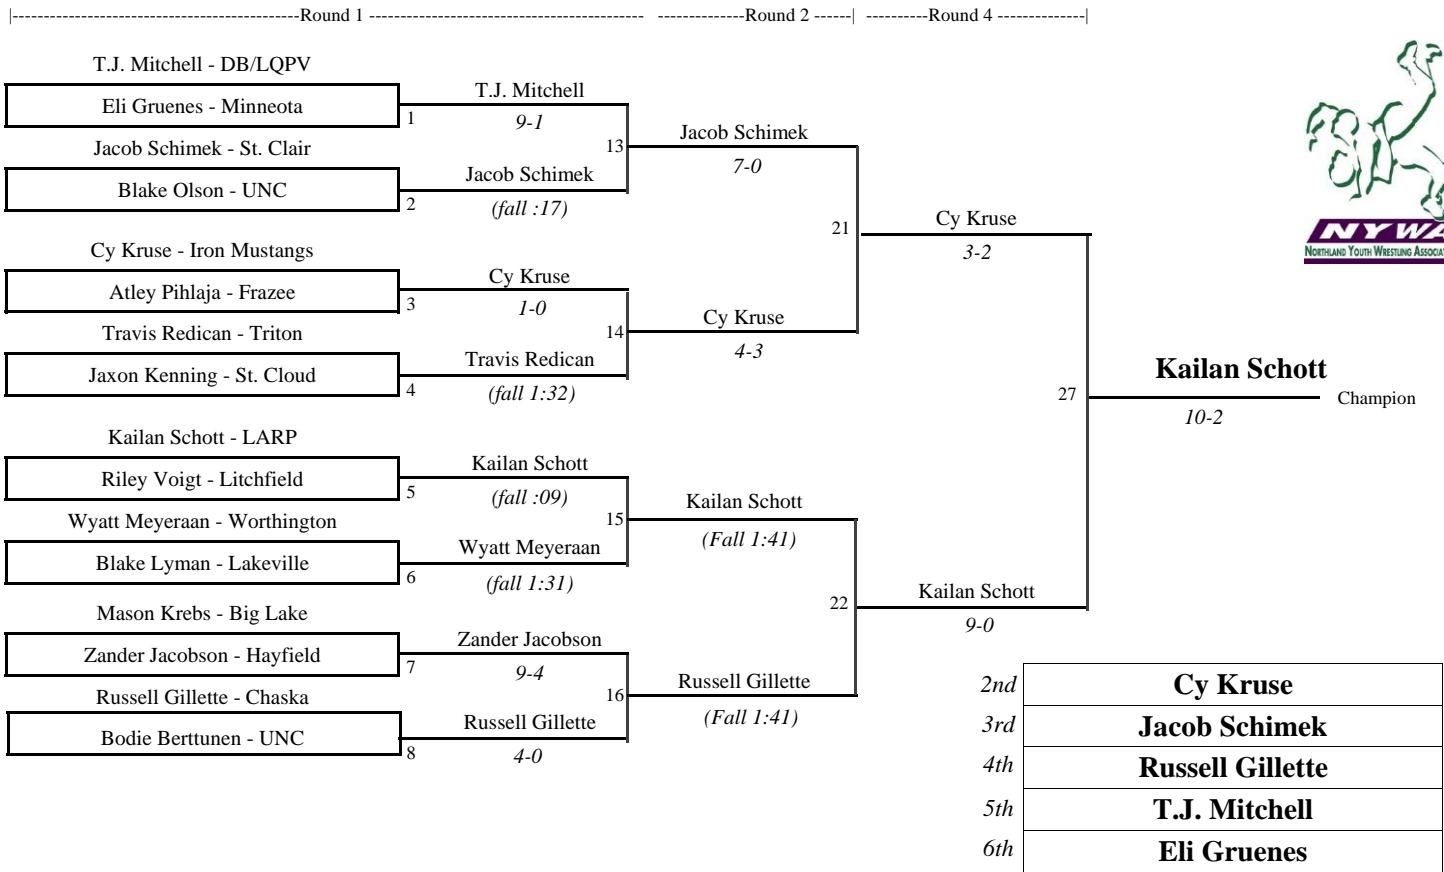 |-----------------------------------------Round 1 --------------------------------------- --------------Round 2 ------| ----------Round 4 --------------|
T.J. Mitchell - DB/LQPV
Eli Gruenes - Minneota
1
T.J. Mitchell
9-1
Jacob Schimek - St. Clair
Blake Olson - UNC
2
Jacob Schimek
(fall :17)
13
Jacob Schimek
7-0
Cy Kruse - Iron Mustangs
Atley Pihlaja - Frazee
3
Cy Kruse
1-0
Travis Redican - Triton
Jaxon Kenning - St. Cloud
4
Travis Redican
(fall 1:32)
14
Cy Kruse
4-3
21
Cy Kruse
3-2
Kailan Schott - LARP
Riley Voigt - Litchfield
5
Kailan Schott
(fall :09)
Wyatt Meyeraan - Worthington
Blake Lyman - Lakeville
6
Wyatt Meyeraan
(fall 1:31)
15
Kailan Schott
(Fall 1:41)
Mason Krebs - Big Lake
Zander Jacobson - Hayfield
7
Zander Jacobson
9-4
Russell Gillette - Chaska
Bodie Berttunen - UNC
8
Russell Gillette
4-0
16
Russell Gillette
(Fall 1:41)
22
Kailan Schott
9-0
27
Kailan Schott
10-2
Champion
NYWA
NORTHLAND YOUTH WRESTLING ASSOCIAT
2nd Cy Kruse
3rd Jacob Schimek
4th Russell Gillette
5th T.J. Mitchell
6th Eli Gruenes